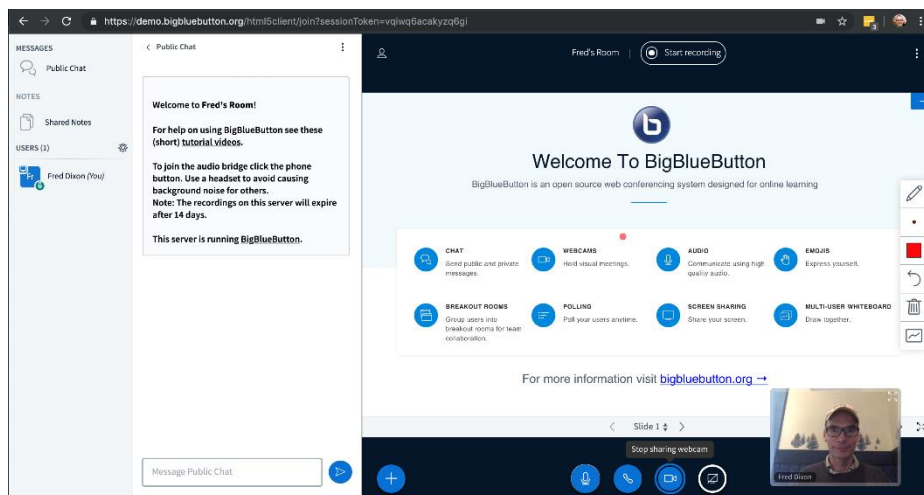 https://demo.bigbluebutton.org/html5client/join?sessionToken=vqiwq6acakyzq6gi
3
MESSAGES
Public Chat
NOTES
Shared Notes
USERS (1)
Fr
Fred Dixon (You)
Public Chat
Welcome to Fred's Room!
For help on using BigBlueButton see these
(short) tutorial videos.
To join the audio bridge click the phone
button. Use a headset to avoid causing
background noise for others.
Note: The recordings on this server will expire
after 14 days.
This server is running BigBlueButton.
Message Public Chat
Fred's Room | Start recording
b
Welcome To BigBlueButton
BigBlueButton is an open source web conferencing system designed for online learning
CHAT
Send public and private
messages.
WEBCAMS
Hold visual meetings.
AUDIO
Communicate using high
quality audio.
EMOJIS
Express yourself.
BREAKOUT ROOMS
Group users into
breakout rooms for team
collaboration.
POLLING
Poll your users anytime.
SCREEN SHARING
Share your screen.
MULTI-USER WHITEBOARD
Draw together.
For more information visit bigbluebutton.org →
Slide 1
Stop sharing webcam
Fred Dixon